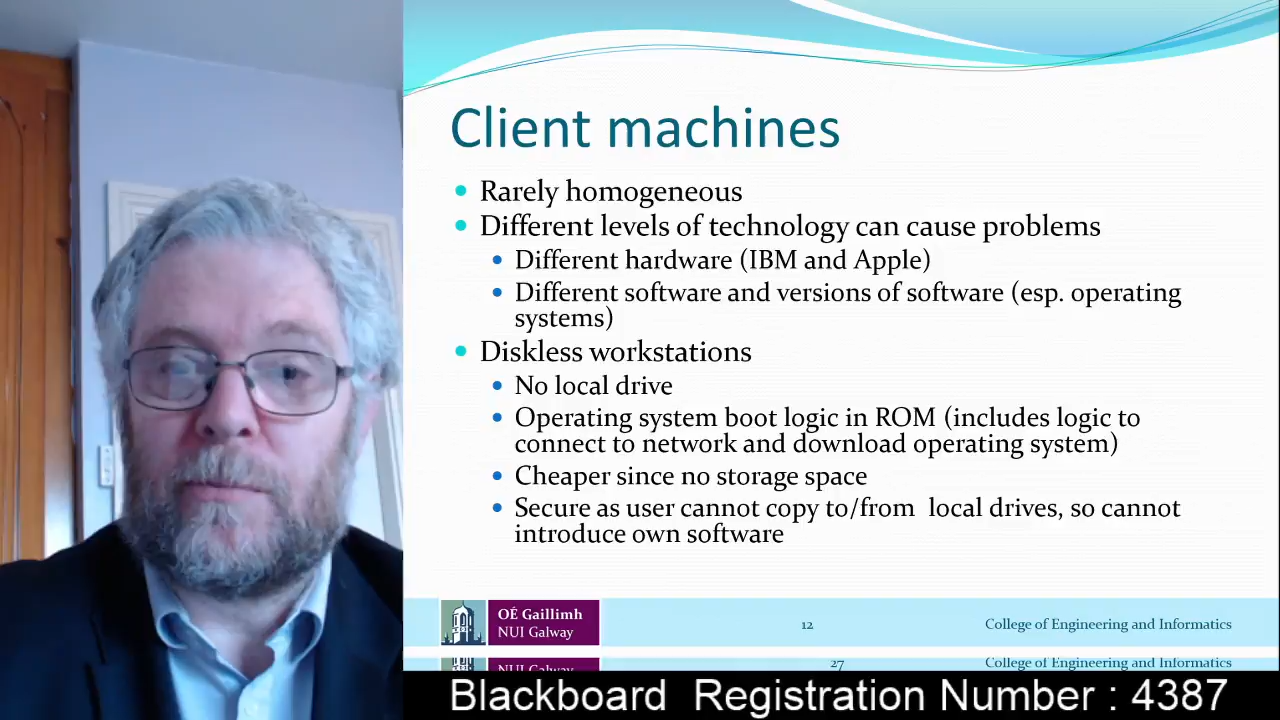 Client machines
Rarely homogeneous
Different levels of technology can cause problems
Different hardware (IBM and Apple)
Different software and versions of software (esp. operating
systems)
Diskless workstations
No local drive
Operating system boot logic in ROM (includes logic to
connect to network and download operating system)
Cheaper since no storage space
Secure as user cannot copy to/from local drives, so cannot
introduce own software
OÉ Gaillimh
NUI Galway
12
College of Engineering and Informatics
NUI Galway
27
College of Engineering and Informatics
Blackboard Registration Number : 4387